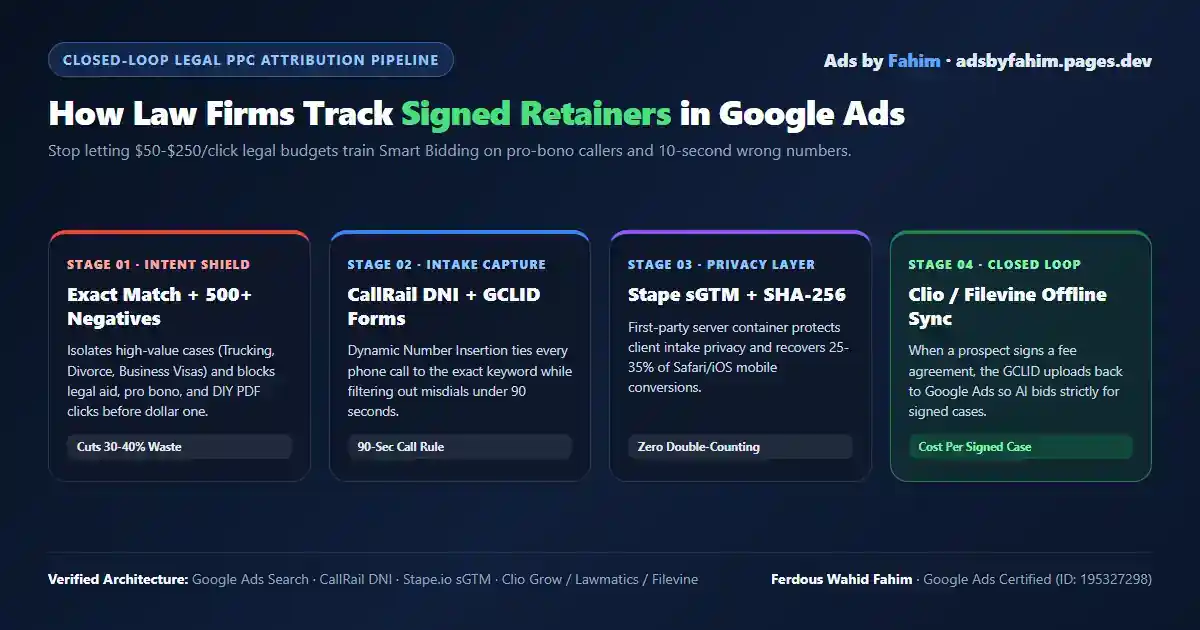 CLOSED-LOOP LEGAL PPC ATTRIBUTION PIPELINE
Ads by Fahim · adsbyfahim.pages.dev
How Law Firms Track Signed Retainers in Google Ads
Stop letting $50-$250/click legal budgets train Smart Bidding on pro-bono callers and 10-second wrong numbers.
STAGE 01 · INTENT SHIELD
Exact Match + 500+
Negatives
Isolates high-value cases (Trucking,
Divorce, Business Visas) and blocks
legal aid, pro bono, and DIY PDF
clicks before dollar one.
Cuts 30-40% Waste
STAGE 02 · INTAKE CAPTURE
CallRail DNI + GCLID
Forms
Dynamic Number Insertion ties every
phone call to the exact keyword while
filtering out misdials under 90
seconds.
90-Sec Call Rule
STAGE 03 · PRIVACY LAYER
Stape sGTM + SHA-256
First-party server container protects
client intake privacy and recovers 25-
35% of Safari/iOS mobile
conversions.
Zero Double-Counting
STAGE 04 · CLOSED LOOP
Clio / Filevine Offline
Sync
When a prospect signs a fee
agreement, the GCLID uploads back
to Google Ads so AI bids strictly for
signed cases.
Cost Per Signed Case
Verified Architecture: Google Ads Search · CallRail DNI · Stape.io sGTM · Clio Grow / Lawmatics / Filevine
Ferdous Wahid Fahim · Google Ads Certified (ID: 195327298)